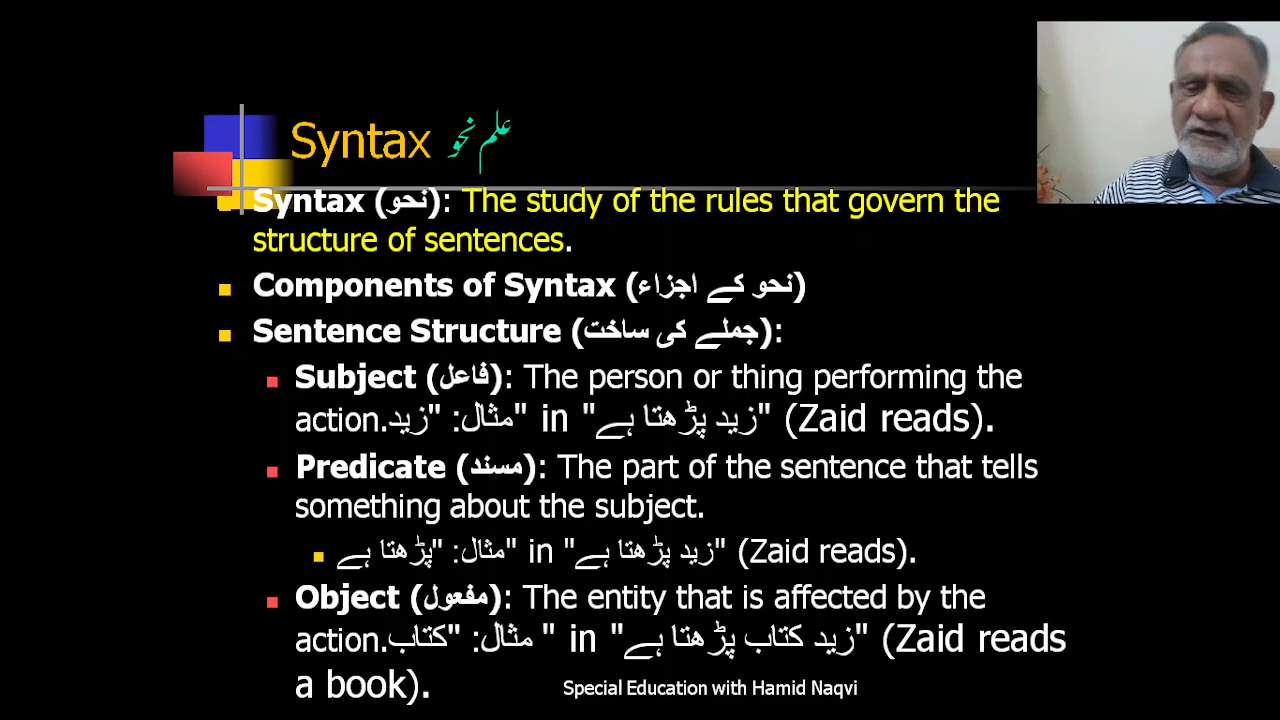 Syntax علم نحو
Syntax (نحو): The study of the rules that govern the
structure of sentences.
Components of Syntax (نحو کے اجزاء)
Sentence Structure (جملے کی ساخت):
Subject (فاعل): The person or thing performing the
action.مثال: "زید" in "زید پڑھتا ہے" (Zaid reads).
Predicate (مسند): The part of the sentence that tells
something about the subject.
مثال: "پڑھتا ہے" in "زید پڑھتا ہے" (Zaid reads).
Object (مفعول): The entity that is affected by the
action.مثال: "کتاب" in "زید کتاب پڑھتا ہے" (Zaid reads
a book).
Special Education with Hamid Naqvi